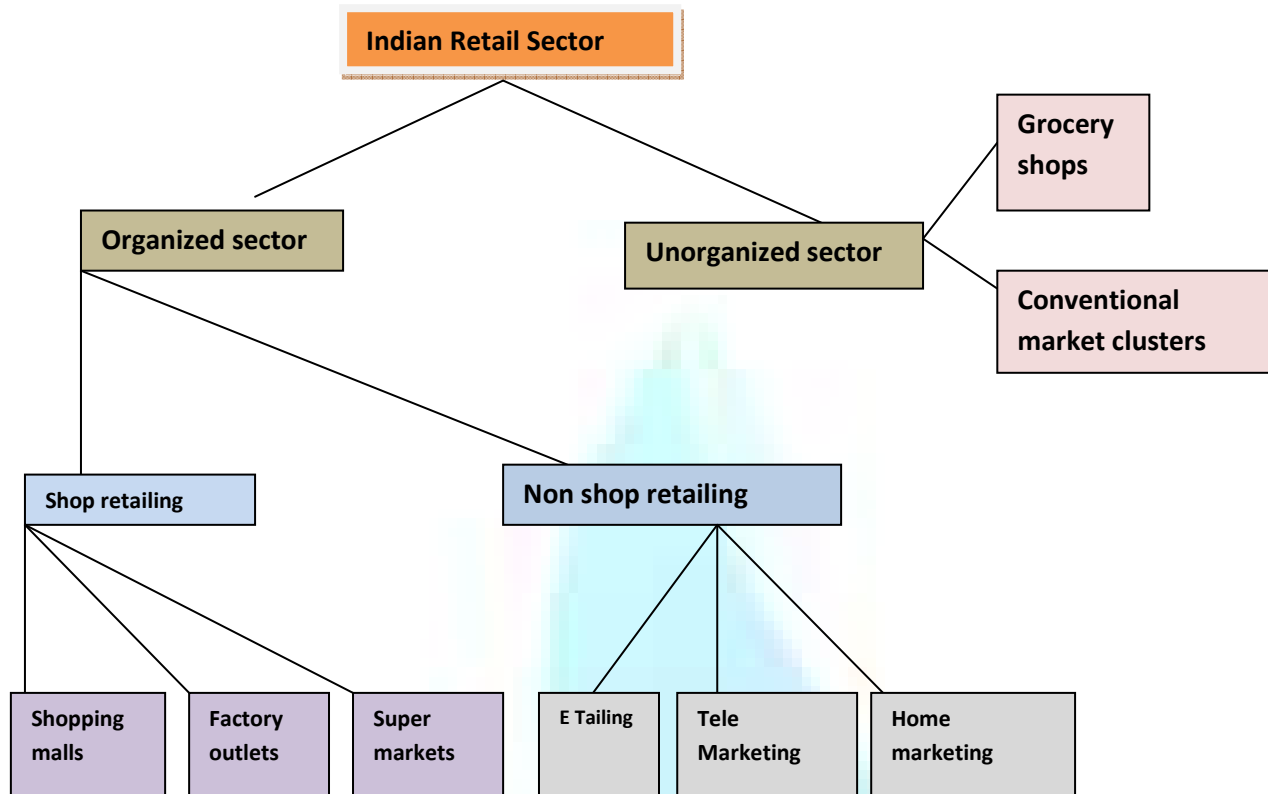 Indian Retail Sector
Grocery
shops
Organized sector
Unorganized sector
Conventional
market clusters
Shop retailing
Non shop retailing
Shopping
malls
Factory
outlets
Super
markets
E Tailing
Tele
Marketing
Home
marketing